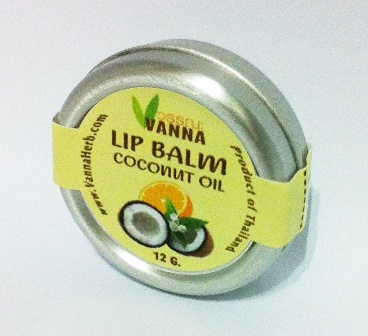 VANNA
LIP BALM
COCONUT OIL
12 G.
www.VannaHerb.com
Product of Thailand